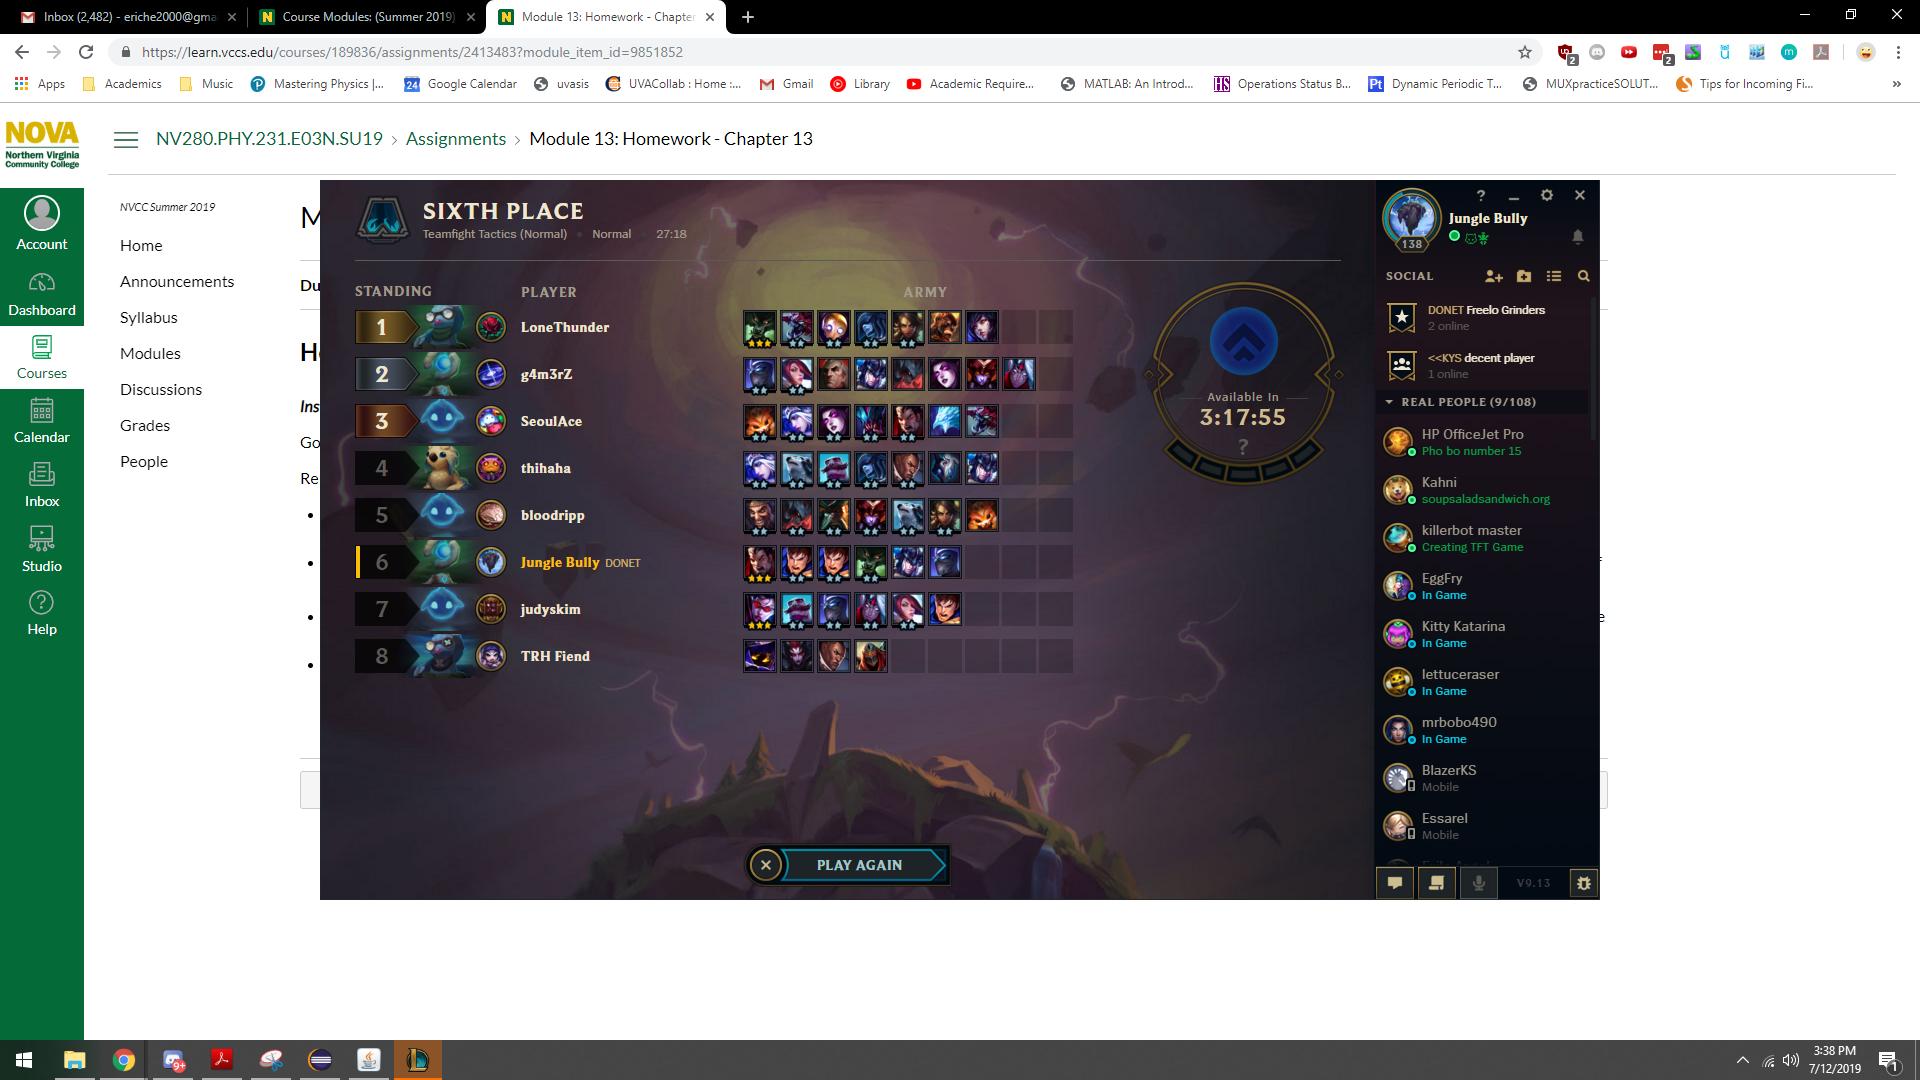 Inbox (2,482) - eriche2000@gma
Course Modules: (Summer 2019)
Module 13: Homework - Chapter
https://learn.vccs.edu/courses/189836/assignments/2413483?module_item_id=9851852
2
2
Apps
Academics
Music
Mastering Physics |...
24
Google Calendar
uvasis
UVACollab : Home :...
Gmail
Library
Academic Require...
MATLAB: An Introd...
HS
Operations Status B...
Pt
Dynamic Periodic T...
MUXpracticeSOLUT...
Tips for Incoming Fi...
»
NOVA
Northern Virginia
Community College
NV280.PHY.231.E03N.SU19 › Assignments › Module 13: Homework - Chapter 13
Account
Dashboard
Courses
Calendar
Inbox
Studio
Help
NVCC Summer 2019
Home
Announcements
Syllabus
Modules
Discussions
Grades
People
M
Du
H
Ins
Go
Re
SIXTH PLACE
Teamfight Tactics (Normal) • Normal • 27:18
STANDING PLAYER ARMY
1 LoneThunder
2 g4m3rZ
3 SeoulAce
4 thihaha
5 bloodripp
6 Jungle Bully DONET
7 judyskim
8 TRH Fiend
Available In
3:17:55
?
PLAY AGAIN
?
Jungle Bully
138
SOCIAL
DONET Freelo Grinders
2 online
<<KYS decent player
1 online
REAL PEOPLE (9/108)
HP OfficeJet Pro
Pho bo number 15
Kahni
soupsaladsandwich.org
killerbot master
Creating TFT Game
EggFry
In Game
Kitty Katarina
In Game
lettuceraser
In Game
mrbobo490
In Game
BlazerKS
Mobile
Essarel
Mobile
V9.13
9+
3:38 PM
7/12/2019
1